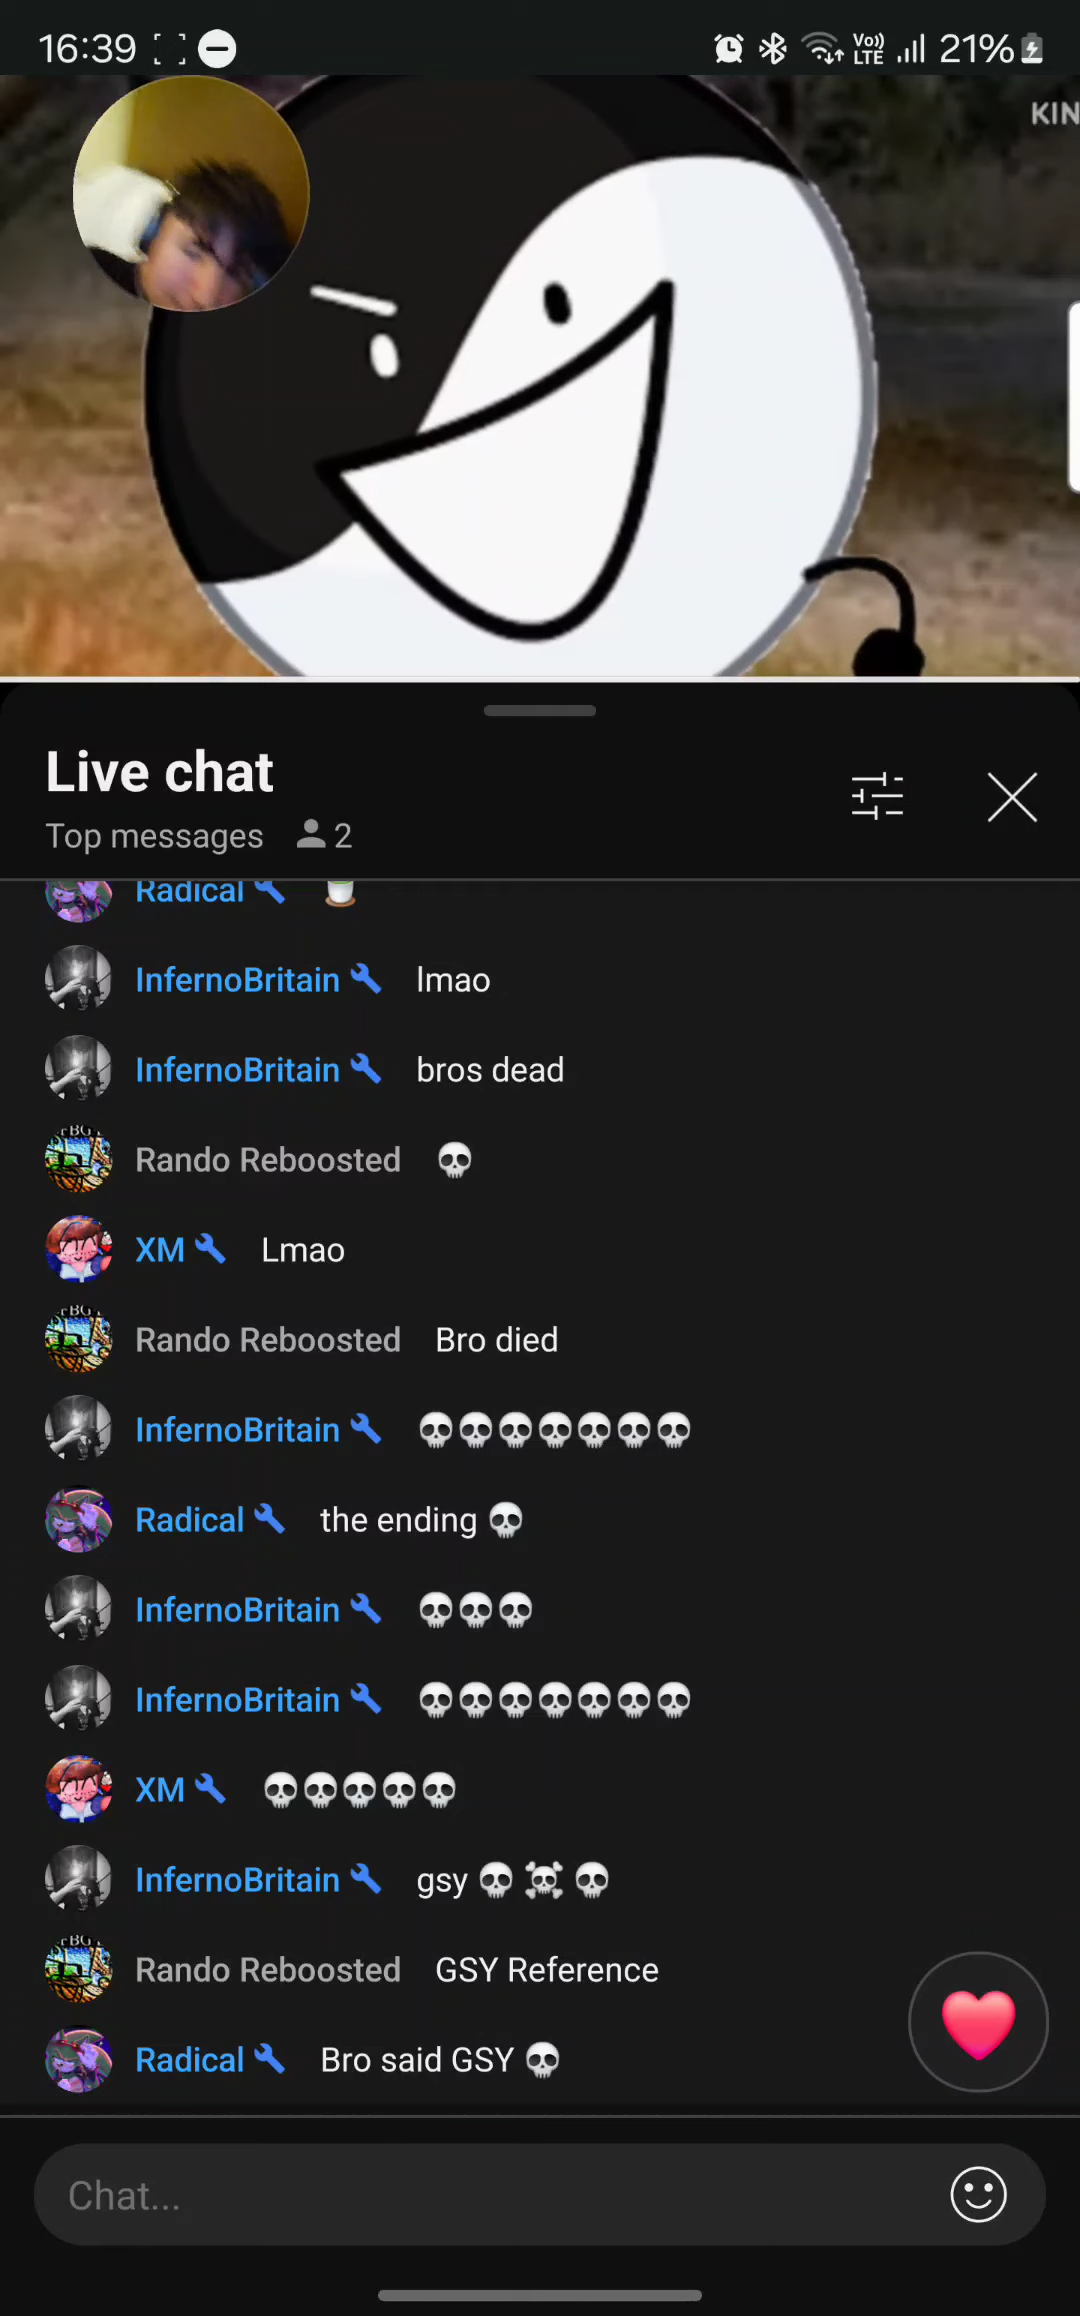 16:39
Vo)) LTE 21%
KIN
Live chat
Top messages 2
Radical
InfernoBritain lmao
InfernoBritain bros dead
Rando Reboosted 💀
XM Lmao
Rando Reboosted Bro died
InfernoBritain 💀💀💀💀💀💀💀
Radical the ending 💀
InfernoBritain 💀💀💀
InfernoBritain 💀💀💀💀💀💀💀
XM 💀💀💀💀💀
InfernoBritain gsy 💀☠️💀
Rando Reboosted GSY Reference
Radical Bro said GSY 💀
Chat...